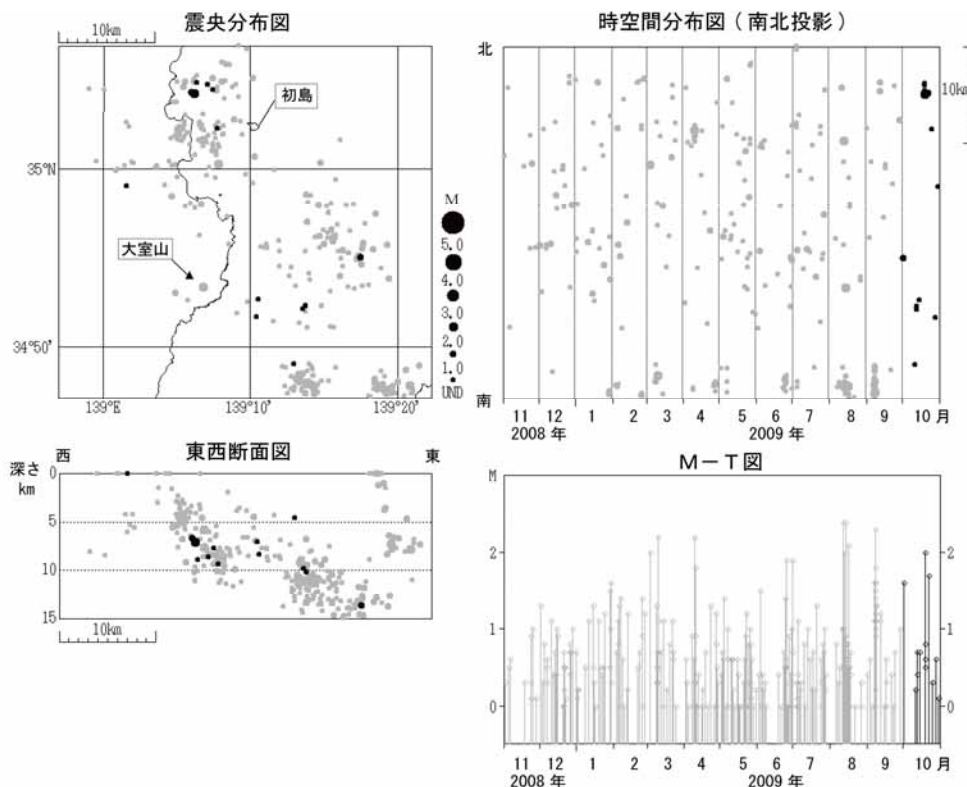 震央分布図
10km
初島
35°N
大室山
34°50'
139°E
139°10'
139°20'
M
5.0
4.0
3.0
2.0
1.0
UND
時空間分布図（南北投影）
北
10km
南
11 12 1 2 3 4 5 6 7 8 9 10 月
2008 年 2009 年
東西断面図
西 東
深さ
km
0
5
10
15
10km
M－T図
M
2 2
1 1
0 0
11 12 1 2 3 4 5 6 7 8 9 10 月
2008 年 2009 年